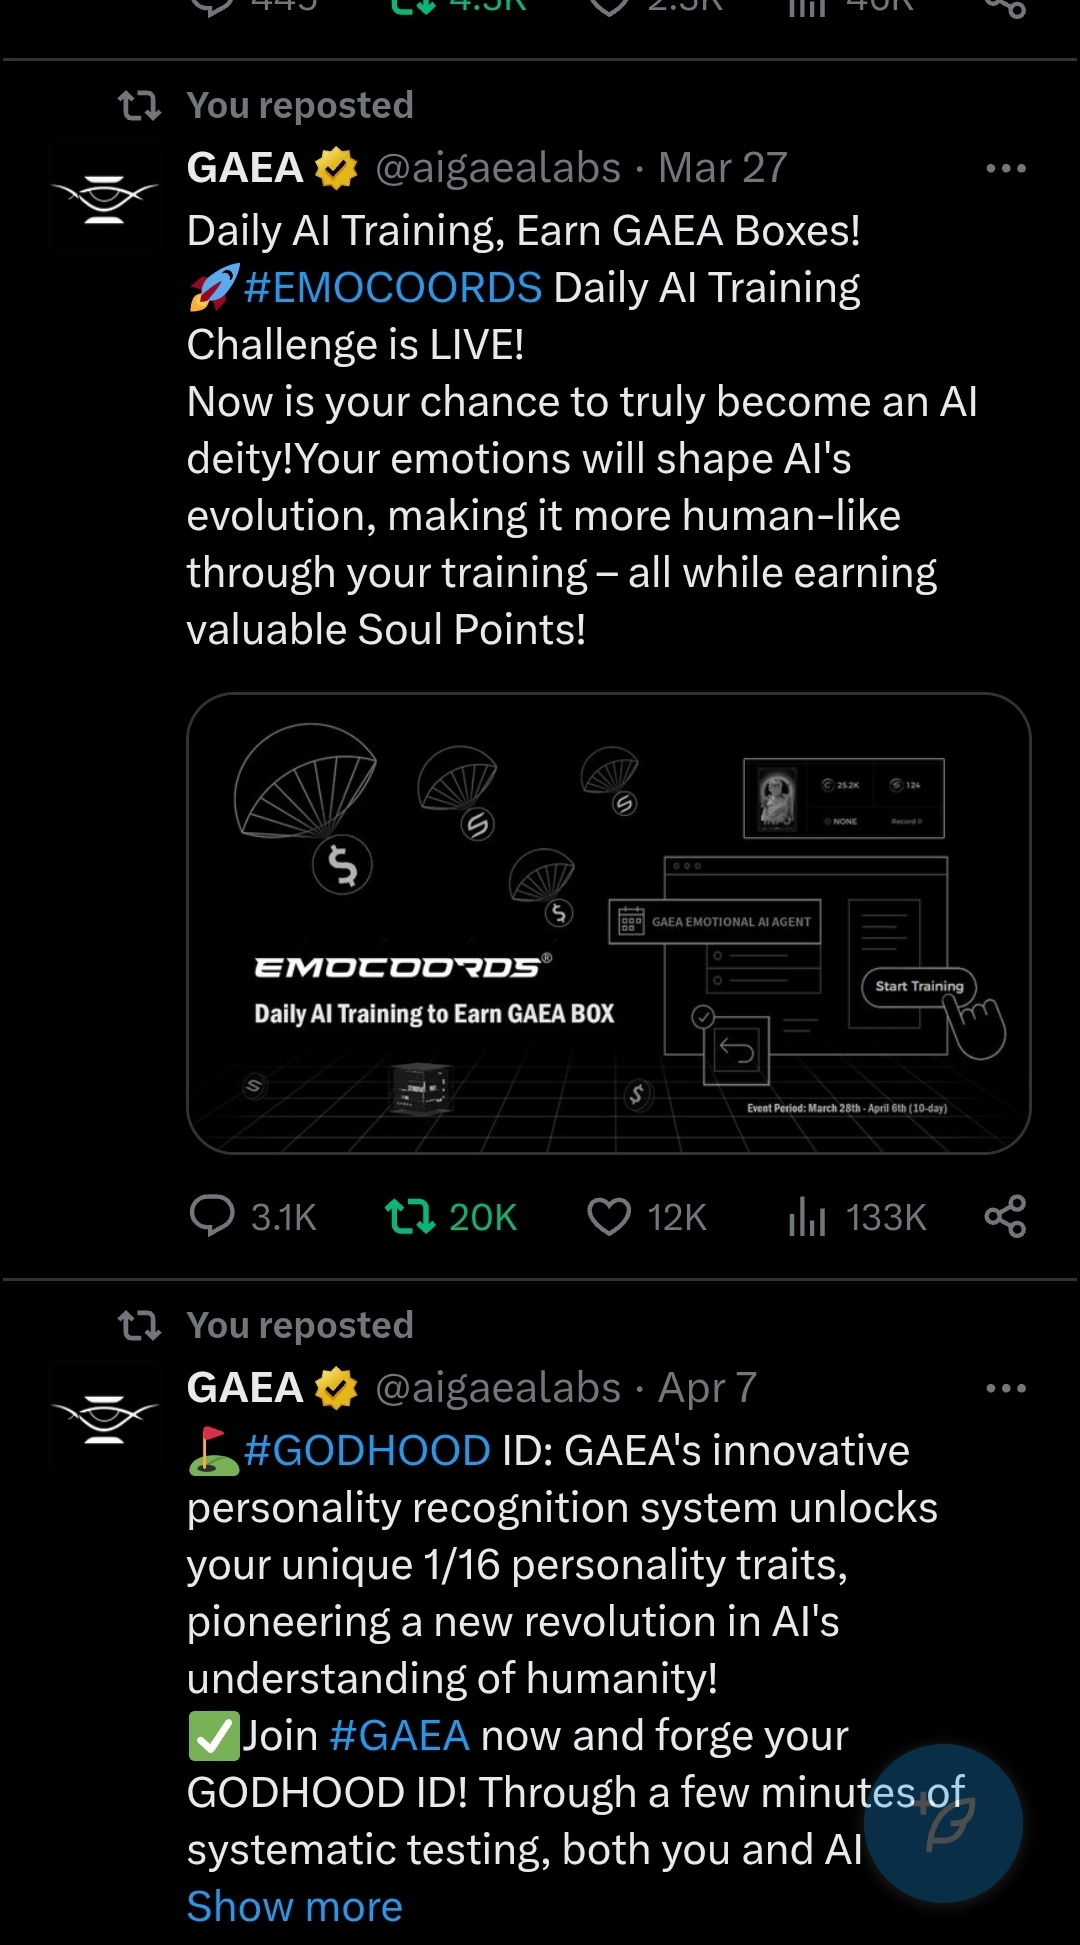 445 4.5K 2.5K 46K
You reposted
GAEA @aigaealabs · Mar 27
Daily AI Training, Earn GAEA Boxes!
🚀#EMOCOORDS Daily AI Training
Challenge is LIVE!
Now is your chance to truly become an AI
deity!Your emotions will shape AI's
evolution, making it more human-like
through your training – all while earning
valuable Soul Points!
25.2K 124
NONE Record >
GAEA EMOTIONAL AI AGENT
EMOCOORDS®
Start Training
Daily AI Training to Earn GAEA BOX
Event Period: March 28th - April 6th (10-day)
3.1K 20K 12K 133K
You reposted
GAEA @aigaealabs · Apr 7
⛳#GODHOOD ID: GAEA's innovative
personality recognition system unlocks
your unique 1/16 personality traits,
pioneering a new revolution in AI's
understanding of humanity!
✅Join #GAEA now and forge your
GODHOOD ID! Through a few minutes of
systematic testing, both you and AI
Show more